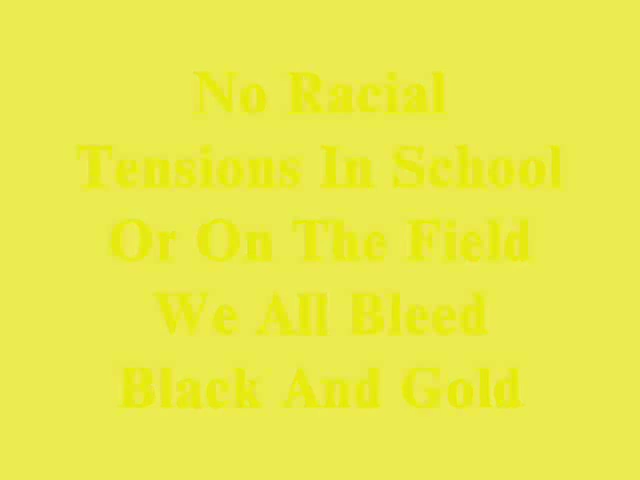 No Racial
Tensions In School
Or On The Field
We All Bleed
Black And Gold